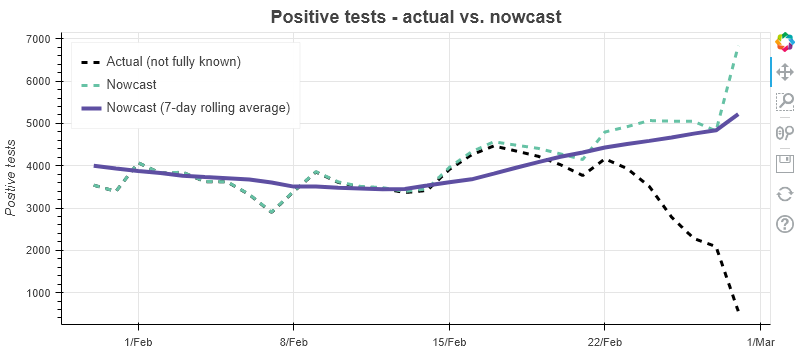 Positive tests - actual vs. nowcast
7000
6000
5000
4000
3000
2000
1000
Positive tests
Actual (not fully known)
Nowcast
Nowcast (7-day rolling average)
1/Feb
8/Feb
15/Feb
22/Feb
1/Mar